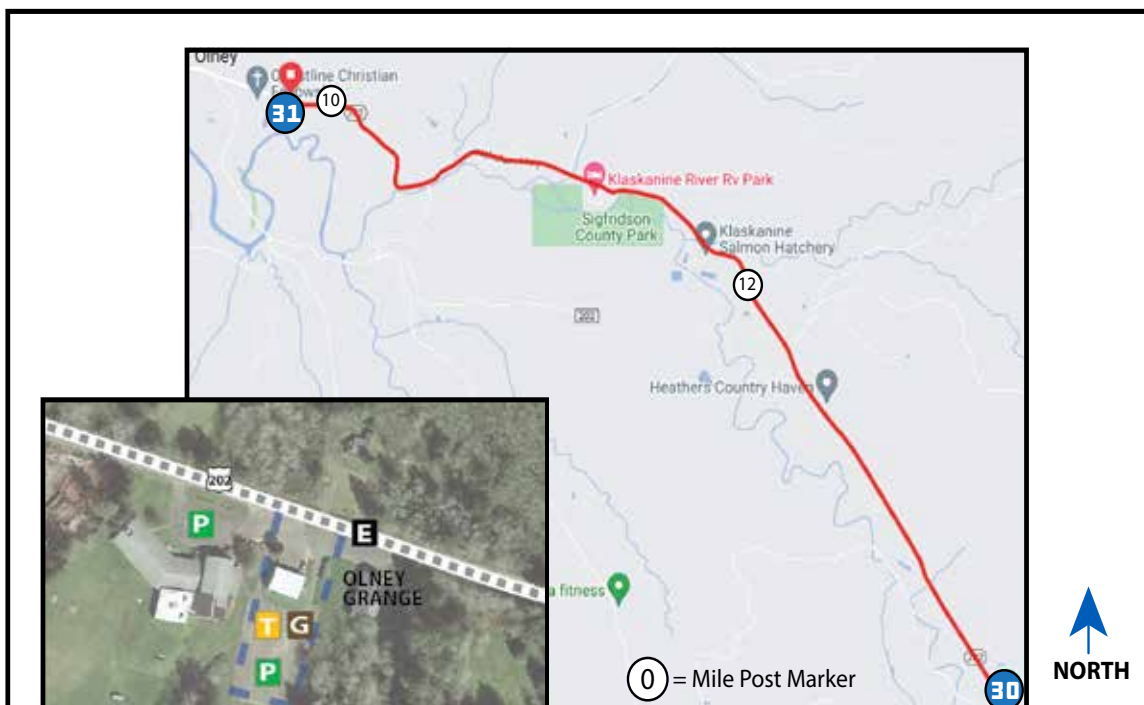 Olney
31
10
Klaskanine River Rv Park
Sigfridson
County Park
Klaskanine
Salmon Hatchery
12
202
Heathers Country Haven
a fitness
202
30
0 = Mile Post Marker
NORTH
202
P
E
OLNEY
GRANGE
T G
P